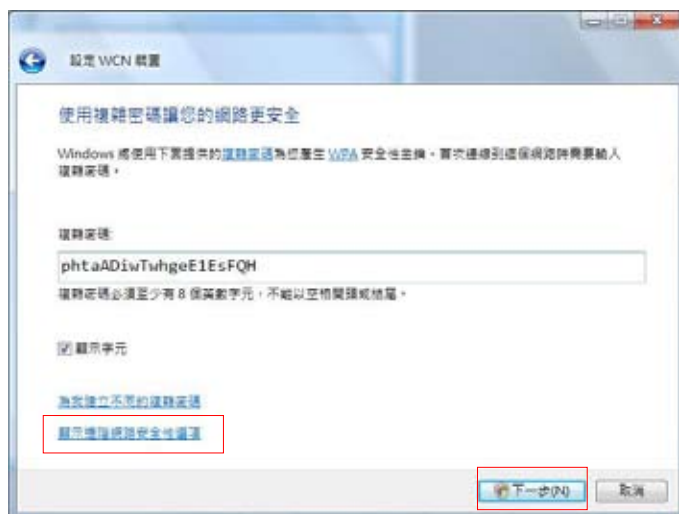 設定 WCN 裝置
使用複雜密碼讓您的網路更安全
Windows 將使用下面提供的複雜密碼為您產生 WPA 安全性金鑰。首次連線到這個網路時需要輸入
複雜密碼。
複雜密碼:
phtaADiwTwhgeE1EsFQH
複雜密碼必須至少有 8 個英數字元，不能以空格開頭或結尾。
顯示字元
為我建立不同的複雜密碼
顯示進階網路安全性選項
下一步(N)
取消